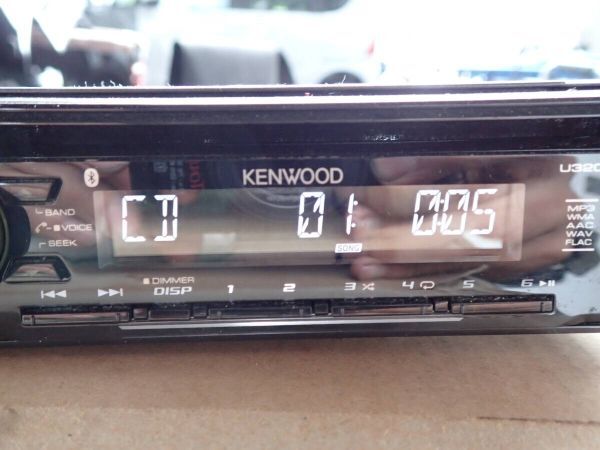 KENWOOD
U320
BAND
VOICE
SEEK
CD 01 0:05
SONG
MP3
WMA
AAC
WAV
FLAC
DIMMER
DISP 1 2 3 4 5 6